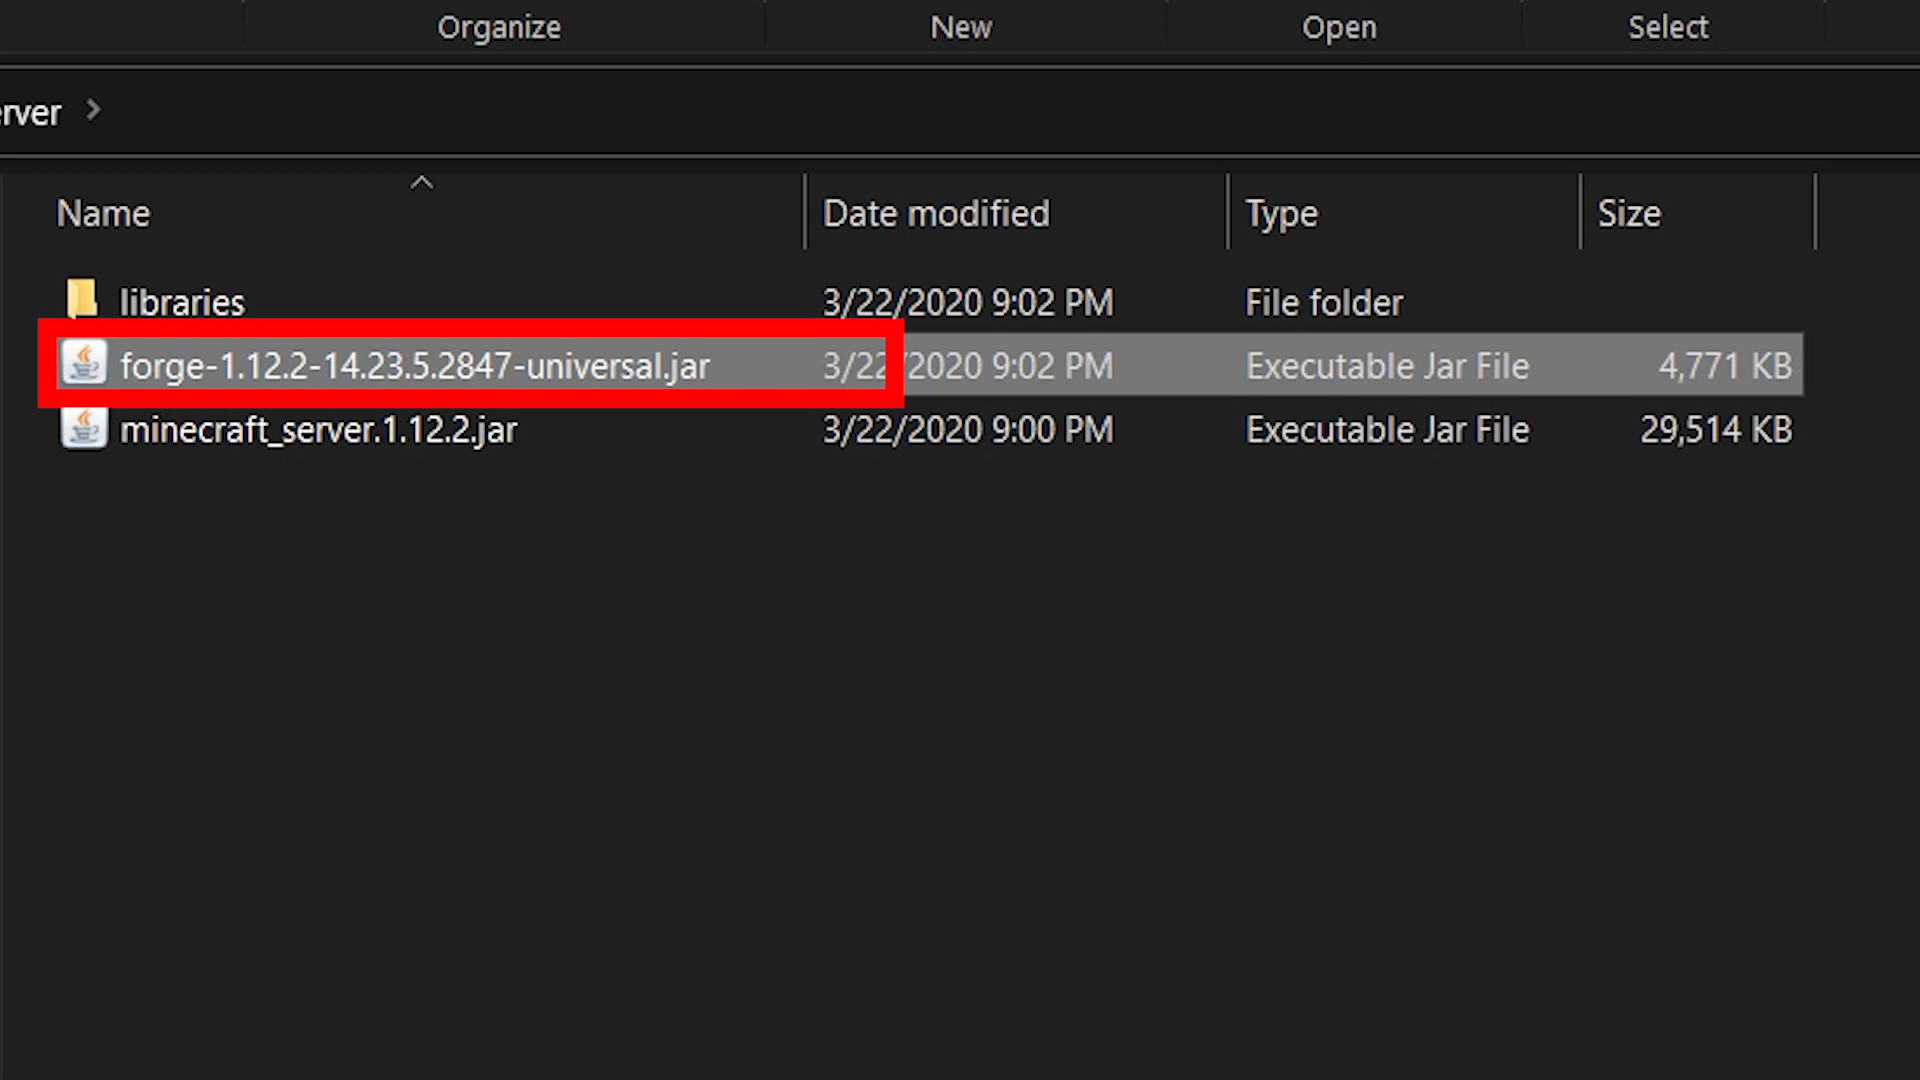 Organize New Open Select
erver
Name Date modified Type Size
libraries 3/22/2020 9:02 PM File folder
forge-1.12.2-14.23.5.2847-universal.jar 3/22/2020 9:02 PM Executable Jar File 4,771 KB
minecraft_server.1.12.2.jar 3/22/2020 9:00 PM Executable Jar File 29,514 KB